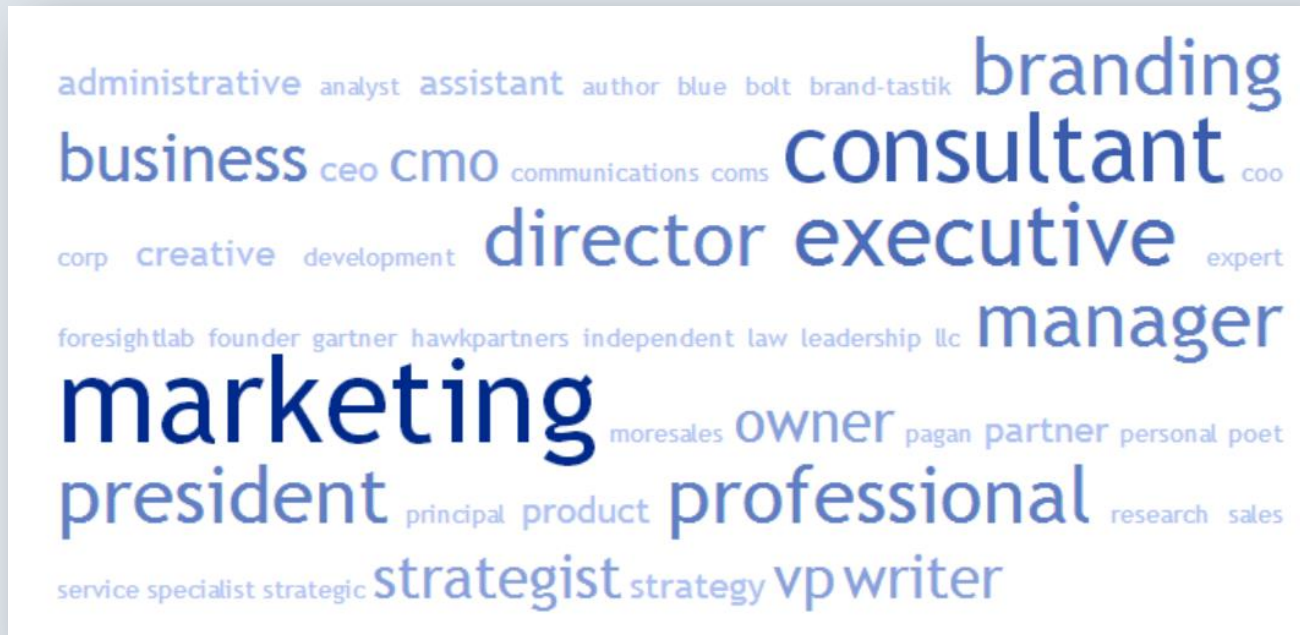 administrative analyst assistant author blue bolt brand-tastik branding
business ceo cmo communications coms consultant coo
corp creative development director executive expert
foresightlab founder gartner hawkpartners independent law leadership llc manager
marketing moresales owner pagan partner personal poet
president principal product professional research sales
service specialist strategic strategist strategy vp writer